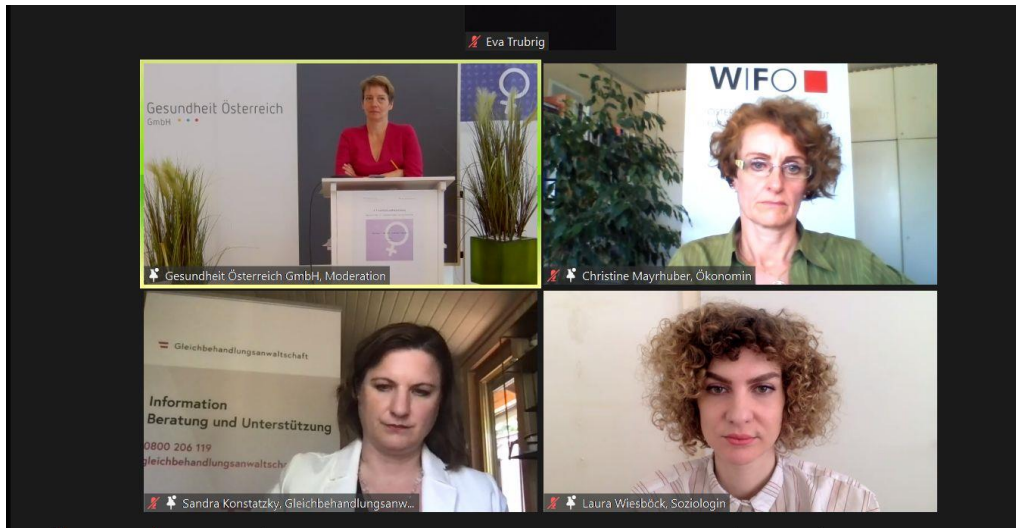 Eva Trubrig
Gesundheit Österreich
GmbH
Gesundheit Österreich GmbH, Moderation
WIFO
Christine Mayrhuber, Ökonomin
Gleichbehandlungsanwaltschaft
Information
Beratung und Unterstützung
0800 206 119
gleichbehandlungsanwaltsch
Sandra Konstatzky, Gleichbehandlungsanw...
Laura Wiesböck, Soziologin